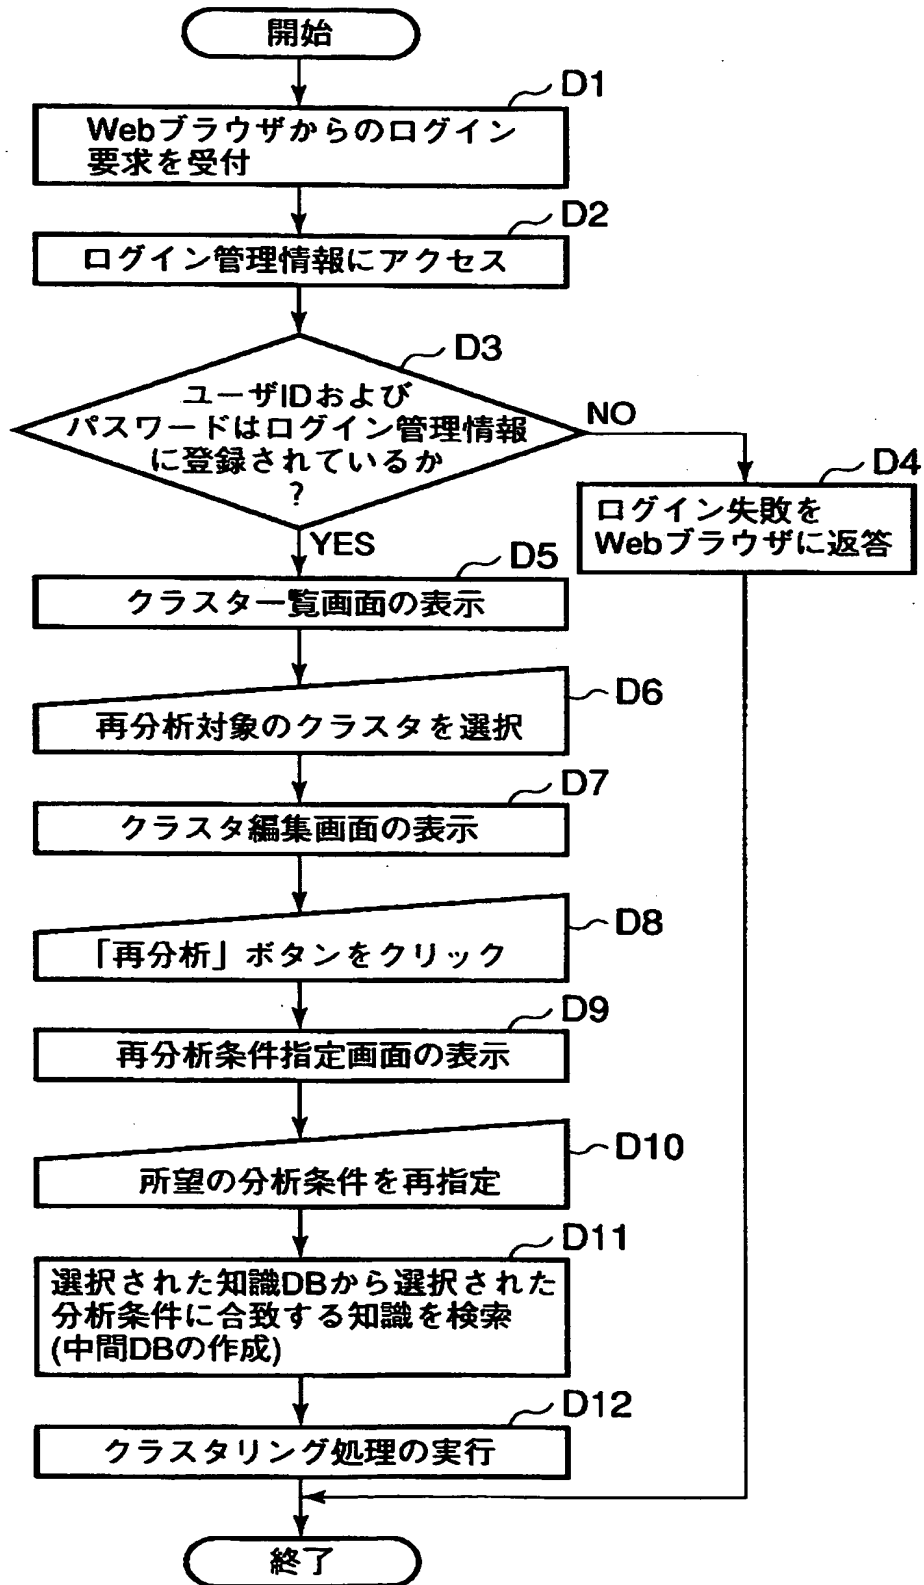 開始
D1
Webブラウザからのログイン
要求を受付
D2
ログイン管理情報にアクセス
D3
ユーザIDおよび
パスワードはログイン管理情報
に登録されているか
?
NO
D4
ログイン失敗を
Webブラウザに返答
YES
D5
クラスター覧画面の表示
D6
再分析対象のクラスタを選択
D7
クラスタ編集画面の表示
D8
「再分析」ボタンをクリック
D9
再分析条件指定画面の表示
D10
所望の分析条件を再指定
D11
選択された知識DBから選択された
分析条件に合致する知識を検索
(中間DBの作成)
D12
クラスタリング処理の実行
終了